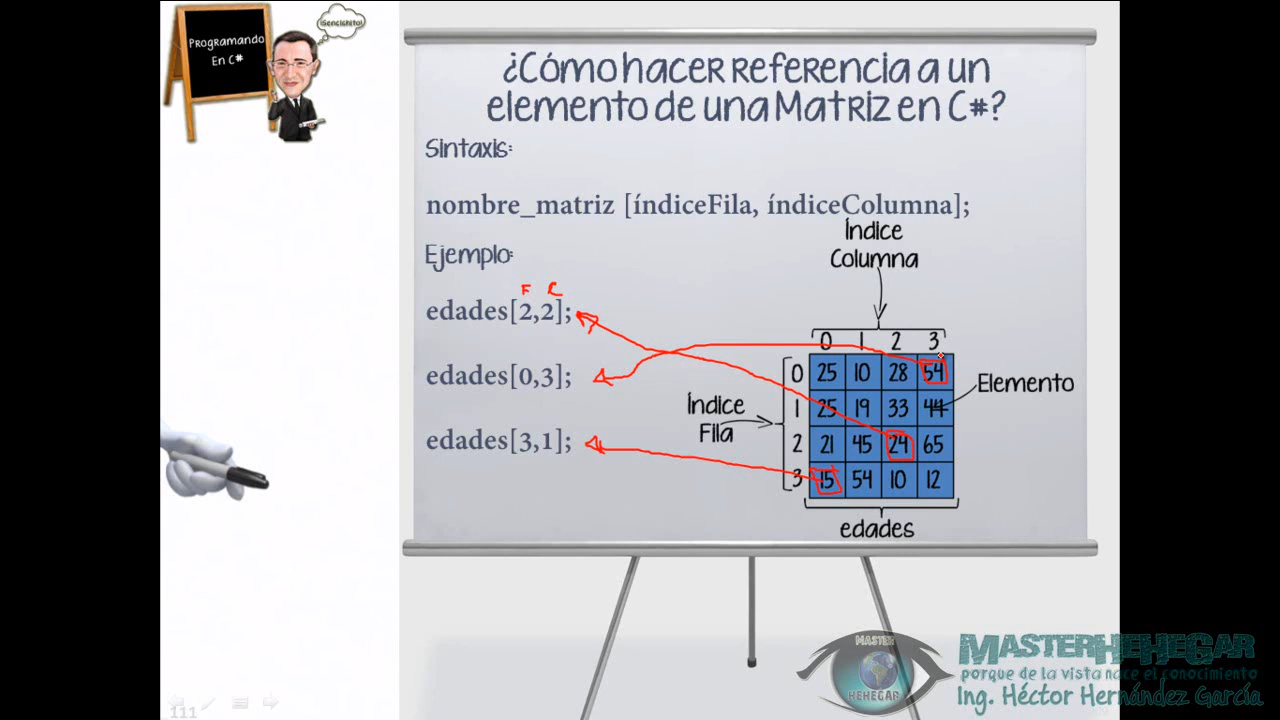 ¡Sencishito!
Programando
En C#
¿Cómo hacer referencia a un
elemento de una Matriz en C#?
Sintaxis:
nombre_matriz [índiceFila, índiceColumna];
Índice
Columna
Ejemplo:
F C
edades[2,2];
edades[0,3];
edades[3,1];
0 1 2 3
0 25 10 28 54
1 25 19 33 44
2 21 45 24 65
3 15 54 10 12
Elemento
Índice
Fila
edades
MASTER
HEHEGAR
MASTERHEHEGAR
porque de la vista nace el conocimiento
Ing. Héctor Hernández García
111